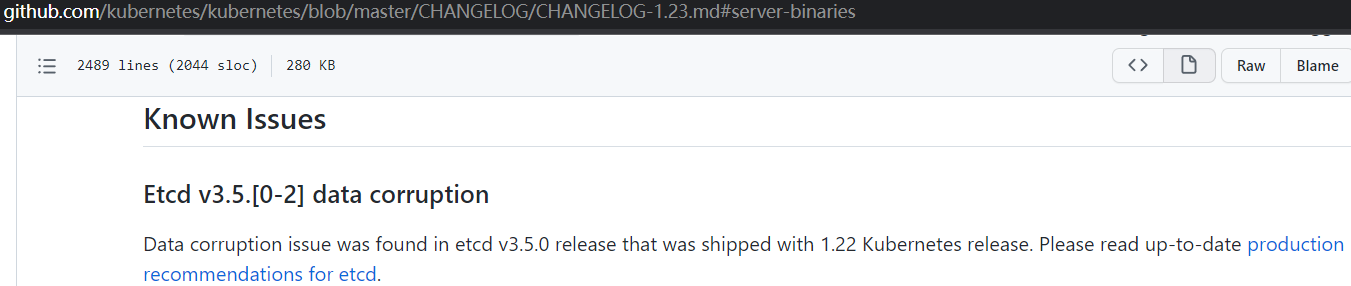 github.com/kubernetes/kubernetes/blob/master/CHANGELOG/CHANGELOG-1.23.md#server-binaries
2489 lines (2044 sloc) 280 KB
<> Raw Blame
Known Issues
Etcd v3.5.[0-2] data corruption
Data corruption issue was found in etcd v3.5.0 release that was shipped with 1.22 Kubernetes release. Please read up-to-date production
recommendations for etcd.